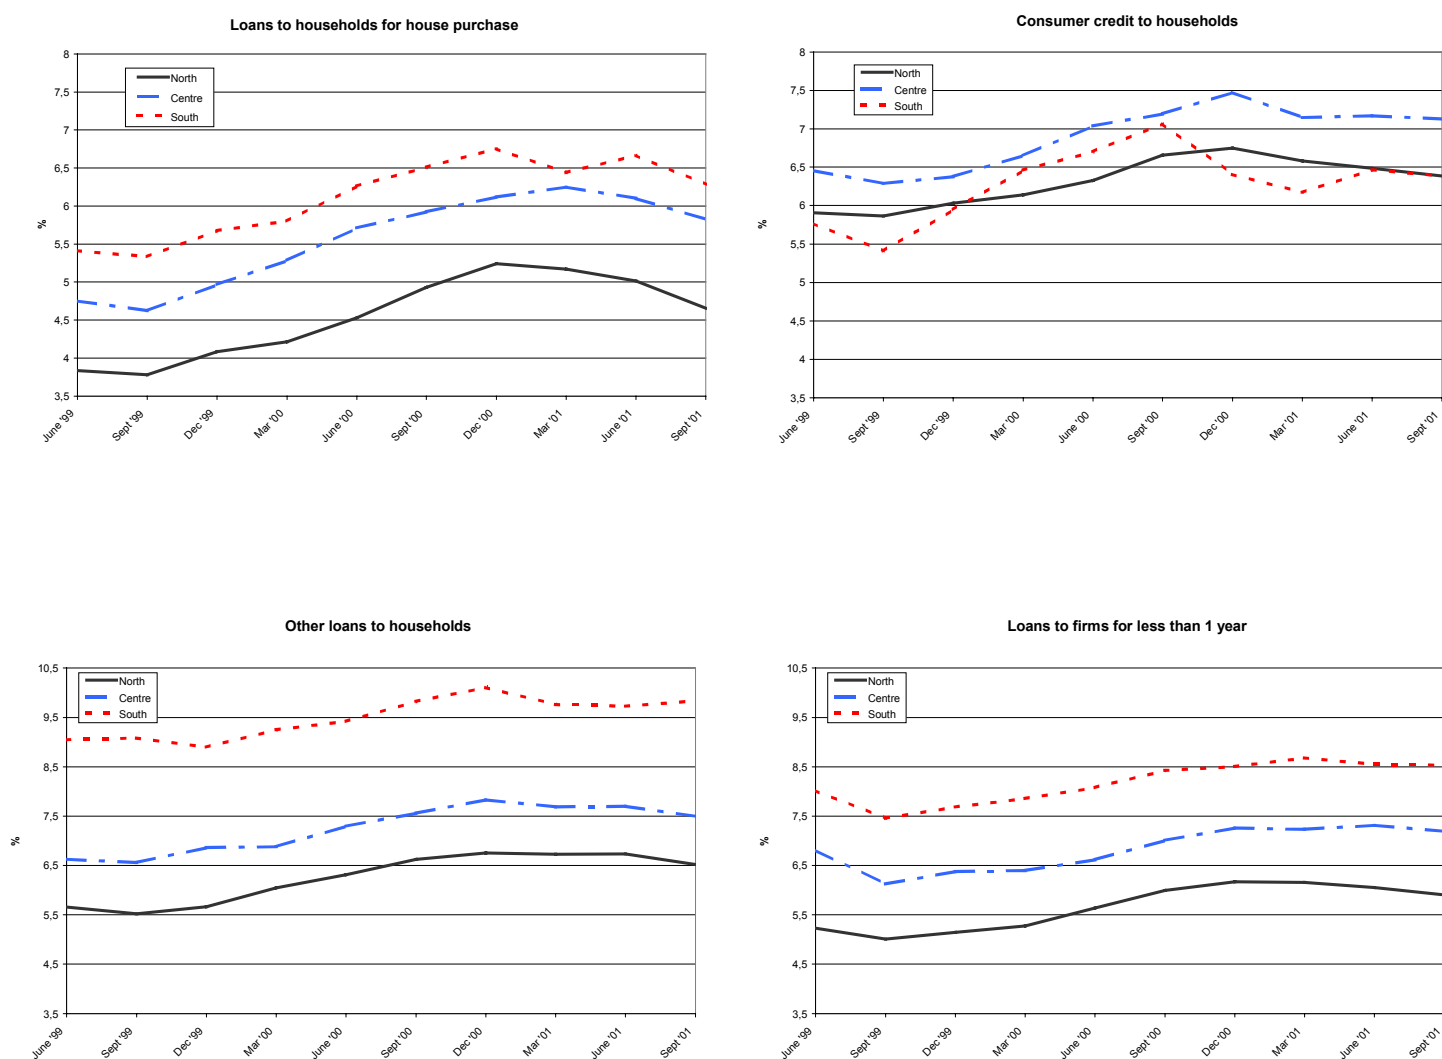 Loans to households for house purchase
8
7,5
7
6,5
6
5,5
5
4,5
4
3,5
%
North
Centre
South
June '99
Sept '99
Dec '99
Mar '00
June '00
Sept '00
Dec '00
Mar '01
June '01
Sept '01
Consumer credit to households
8
7,5
7
6,5
6
5,5
5
4,5
4
3,5
%
North
Centre
South
June '99
Sept '99
Dec '99
Mar '00
June '00
Sept '00
Dec '00
Mar '01
June '01
Sept '01
Other loans to households
10,5
9,5
8,5
7,5
6,5
5,5
4,5
3,5
%
North
Centre
South
June '99
Sept '99
Dec '99
Mar '00
June '00
Sept '00
Dec '00
Mar '01
June '01
Sept '01
Loans to firms for less than 1 year
10,5
9,5
8,5
7,5
6,5
5,5
4,5
3,5
%
North
Centre
South
June '99
Sept '99
Dec '99
Mar '00
June '00
Sept '00
Dec '00
Mar '01
June '01
Sept '01